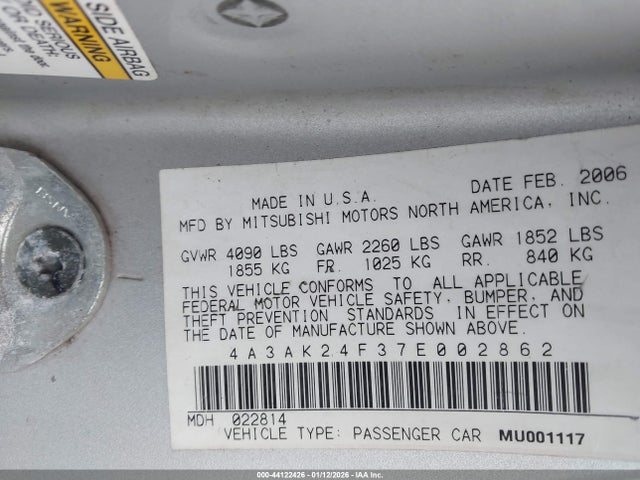 SIDE AIRBAG
WARNING
SERIOUS
OR DEATH:
MADE IN U.S.A. DATE FEB. 2006
MFD BY MITSUBISHI MOTORS NORTH AMERICA, INC.
GVWR 4090 LBS GAWR 2260 LBS GAWR 1852 LBS
1855 KG FR. 1025 KG RR. 840 KG
THIS VEHICLE CONFORMS TO ALL APPLICABLE
FEDERAL MOTOR VEHICLE SAFETY, BUMPER, AND
THEFT PREVENTION STANDARDS IN EFFECT ON
THE DATE OF MANUFACTURE SHOWN ABOVE.
4A3AK24F37E002862
MDH 022814
VEHICLE TYPE: PASSENGER CAR MU001117
000-44122426 - 01/12/2026 - IAA Inc.